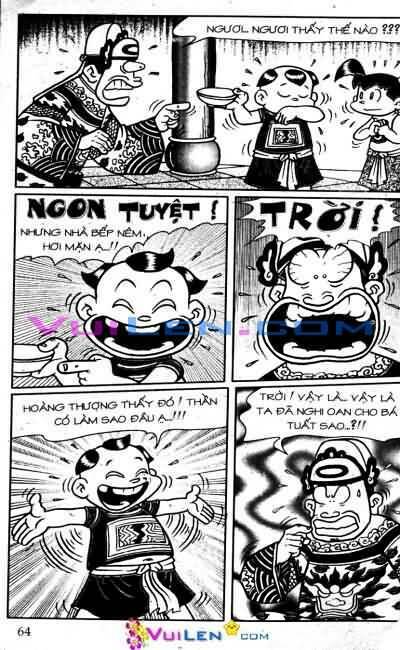 NGƯƠI.. NGƯƠI THẤY THẾ NÀO ???
NGON TUYỆT !
NHƯNG NHÀ BẾP NÊM,
HƠI MẶN Ạ...!!
TRỜI !
VUILEN.COM
HOÀNG THƯỢNG THẤY ĐÓ ! THẦN
CÓ LÀM SAO ĐÂU Ạ...!!!
TRỜI ! VẬY LÀ... VẬY LÀ
TA ĐÃ NGHI OAN CHO BÁ
TUẤT SAO...?!!
64
VUILEN.COM